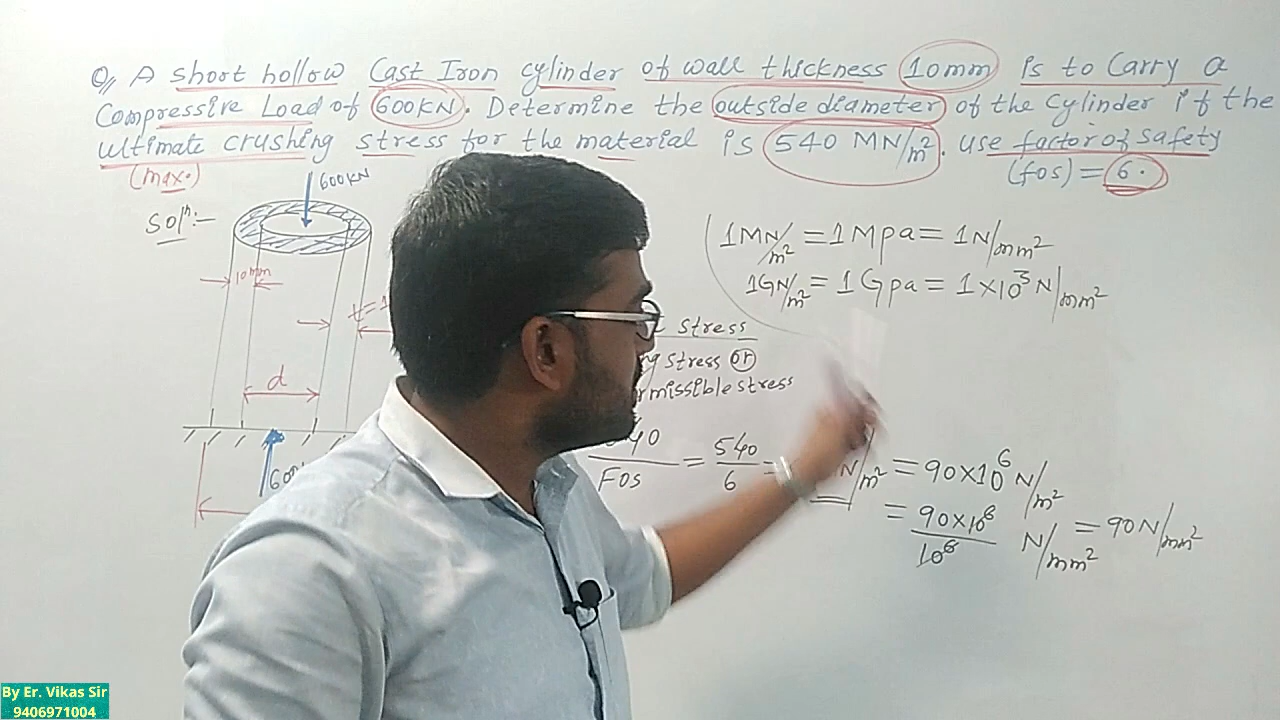 Q// A short hollow Cast Iron cylinder of wall thickness 10mm is to Carry a
Compressive Load of 600KN. Determine the outside diameter of the Cylinder if the
ultimate crushing stress for the material is 540 MN/m². use factor of safety
(max.) (fos) = 6.
600KN
Solⁿ:-
1MN/m² = 1Mpa = 1N/mm²
1GN/m² = 1Gpa = 1×10³ N/mm²
10mm
stress
stress or
d
missible stress
40/FOS = 540/6 = N/m² = 90×10⁶ N/m²
600
= 90×10⁶/10⁶ N/mm² = 90N/mm²
By Er. Vikas Sir
9406971004